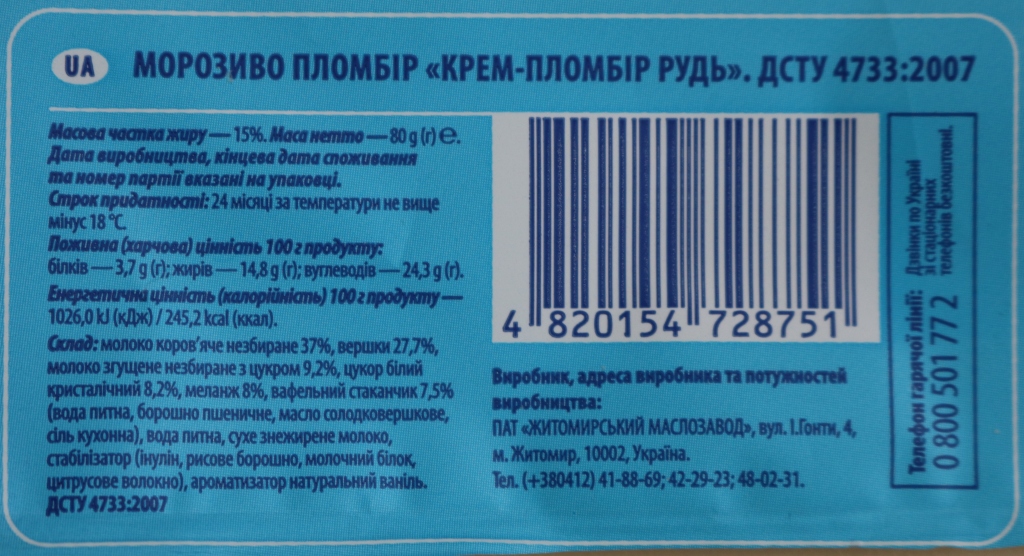 UA МОРОЗИВО ПЛОМБІР «КРЕМ-ПЛОМБІР РУДЬ». ДСТУ 4733:2007
Масова частка жиру — 15%. Маса нетто — 80 g (г) ℮.
Дата виробництва, кінцева дата споживання
та номер партії вказані на упаковці.
Строк придатності: 24 місяці за температури не вище
мінус 18 °С.
Поживна (харчова) цінність 100 г продукту:
білків — 3,7 g (г); жирів — 14,8 g (г); вуглеводів — 24,3 g (г).
Енергетична цінність (калорійність) 100 г продукту —
1026,0 kJ (кДж) / 245,2 kcal (ккал).
Склад: молоко коров’яче незбиране 37%, вершки 27,7%,
молоко згущене незбиране з цукром 9,2%, цукор білий
кристалічний 8,2%, меланж 8%, вафельний стаканчик 7,5%
(вода питна, борошно пшеничне, масло солодковершкове,
сіль кухонна), вода питна, сухе знежирене молоко,
стабілізатор (інулін, рисове борошно, молочний білок,
цитрусове волокно), ароматизатор натуральний ваніль.
ДСТУ 4733:2007
4 820154 728751
Виробник, адреса виробника та потужностей
виробництва:
ПАТ «ЖИТОМИРСЬКИЙ МАСЛОЗАВОД», вул. І.Гонти, 4,
м. Житомир, 10002, Україна.
Тел. (+380412) 41-88-69; 42-29-23; 48-02-31.
Телефон гарячої лінії:
0 800 501 77 2
Дзвінки по Україні
зі стаціонарних
телефонів безкоштовні.